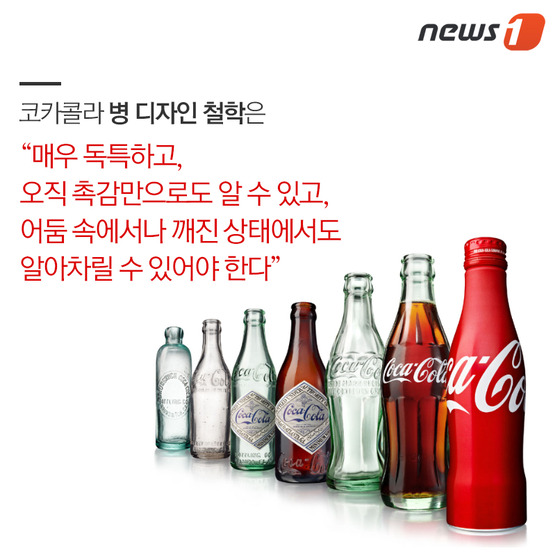 news1
코카콜라 병 디자인 철학은
“매우 독특하고,
오직 촉감만으로도 알 수 있고,
어둠 속에서나 깨진 상태에서도
알아차릴 수 있어야 한다”
Coca-Cola
Coca-Cola
Coca-Cola
Coca-Cola